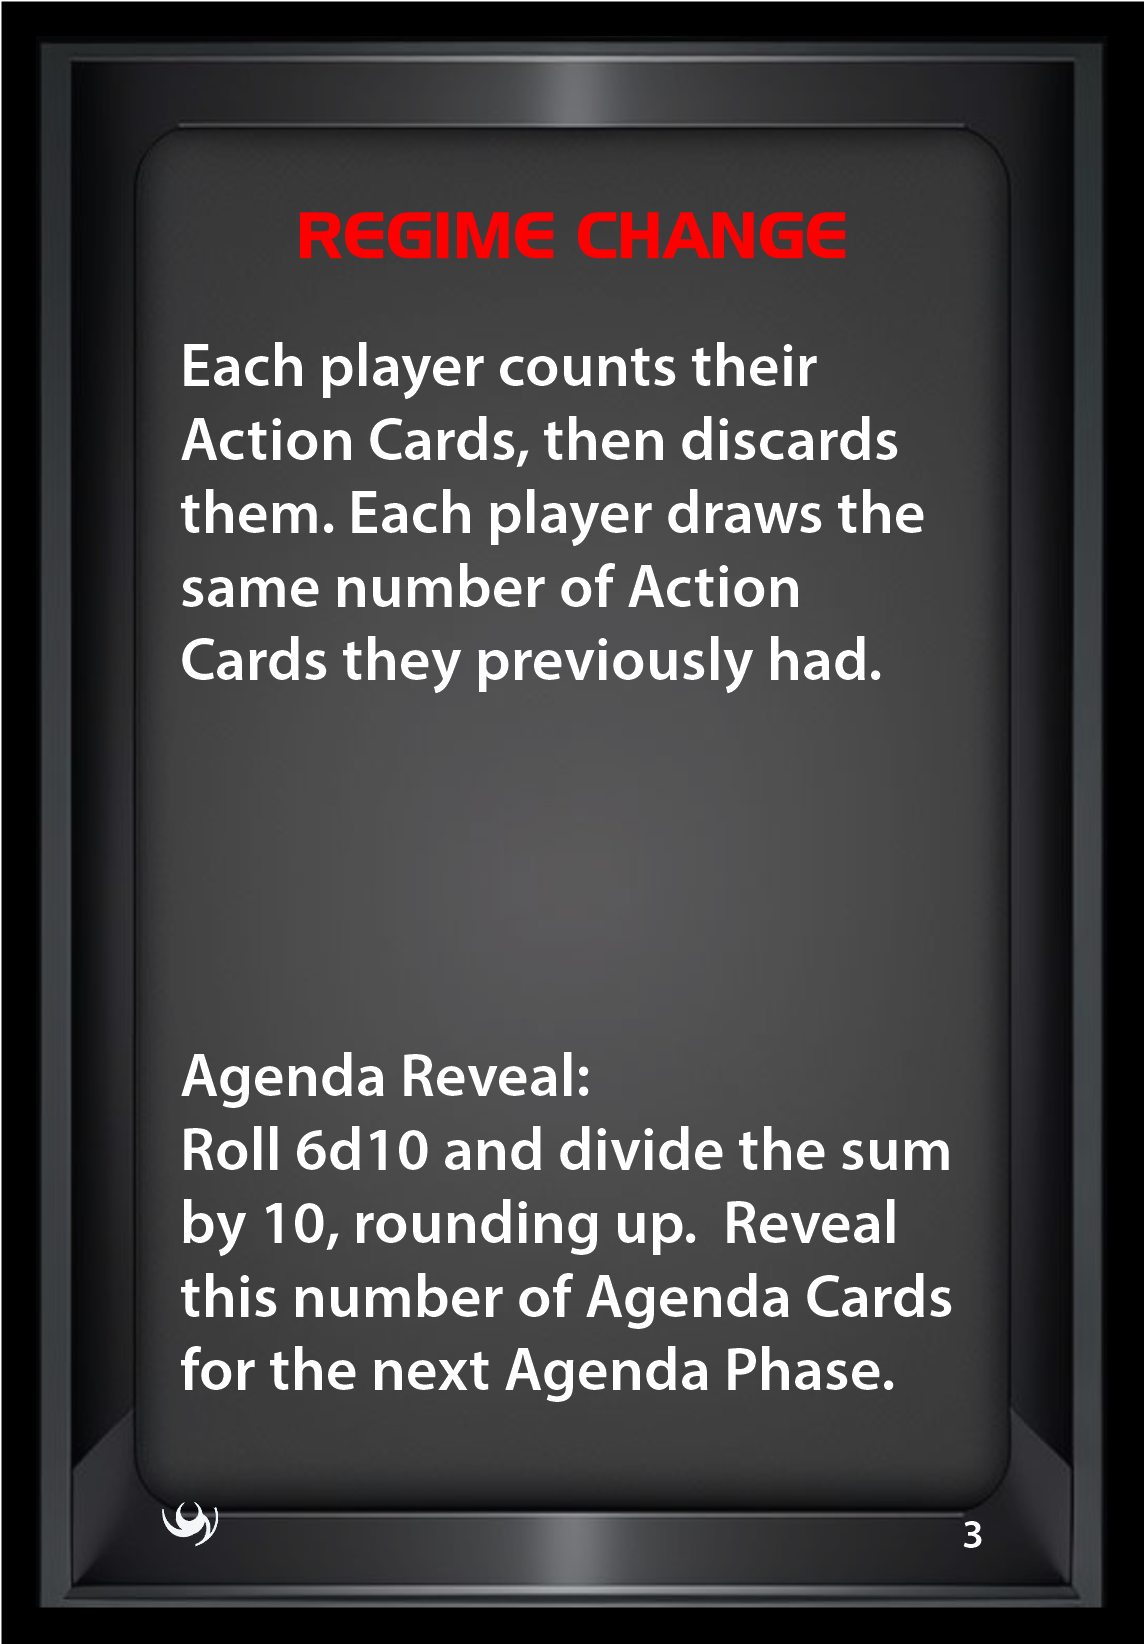 REGIME CHANGE
Each player counts their
Action Cards, then discards
them. Each player draws the
same number of Action
Cards they previously had.
Agenda Reveal:
Roll 6d10 and divide the sum
by 10, rounding up.  Reveal
this number of Agenda Cards
for the next Agenda Phase.
3